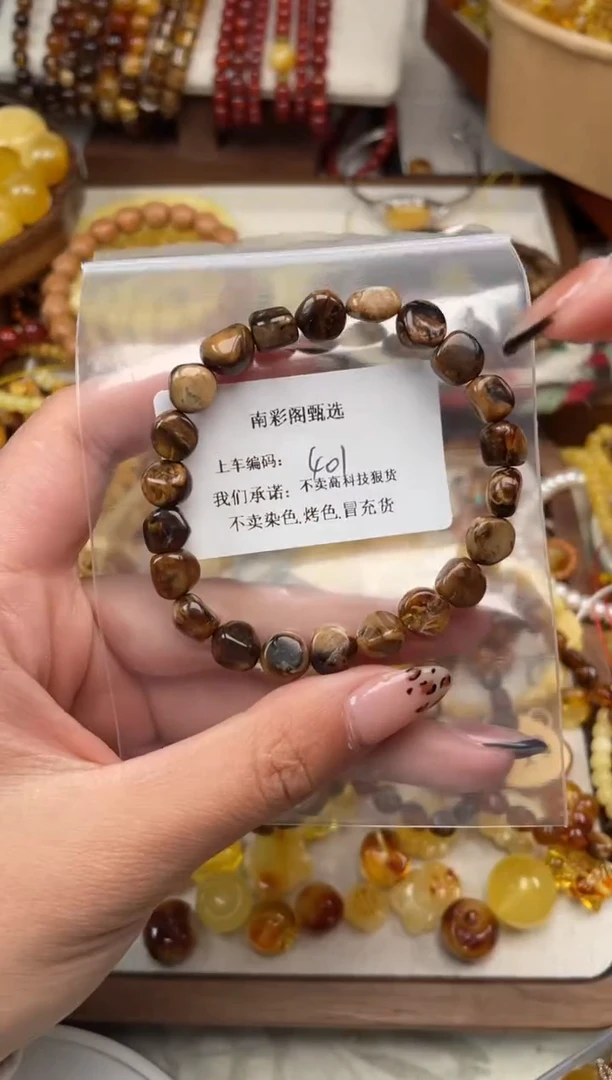 南彩阁甄选
上车编码： 401
我们承诺：不卖高科技狠货
不卖染色.烤色.冒充货